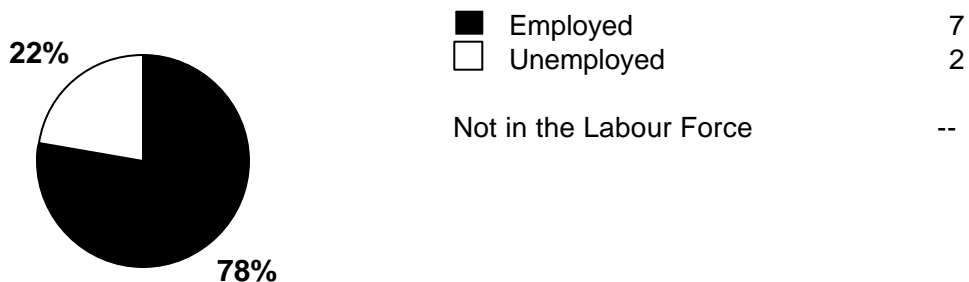 Employed 7
22%
Unemployed 2
Not in the Labour Force --
78%